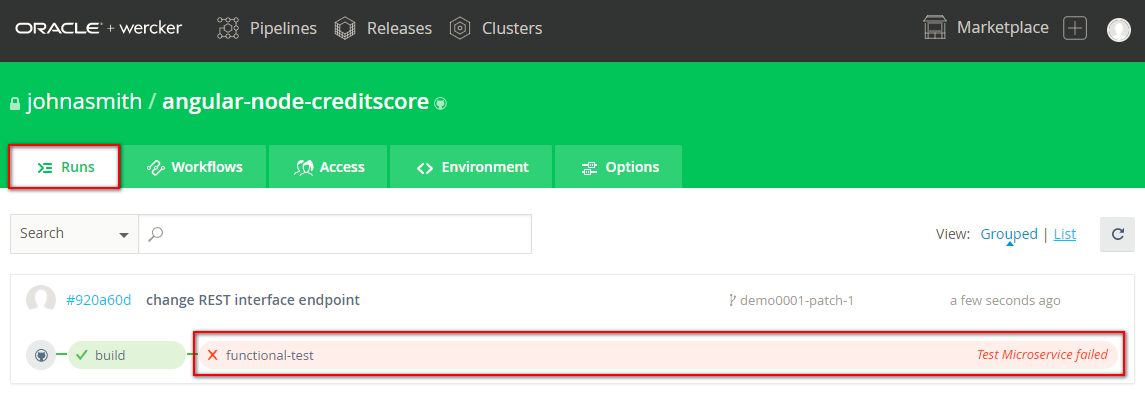 ORACLE + wercker Pipelines Releases Clusters Marketplace
johnasmith / angular-node-creditscore
Runs Workflows Access Environment Options
Search View: Grouped | List
#920a60d change REST interface endpoint demo0001-patch-1 a few seconds ago
build functional-test Test Microservice failed